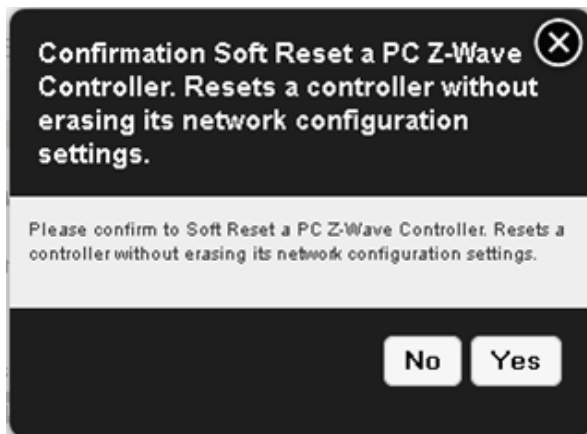 Confirmation Soft Reset a PC Z-Wave
Controller. Resets a controller without
erasing its network configuration
settings.
Please confirm to Soft Reset a PC Z-Wave Controller. Resets a
controller without erasing its network configuration settings.
No Yes